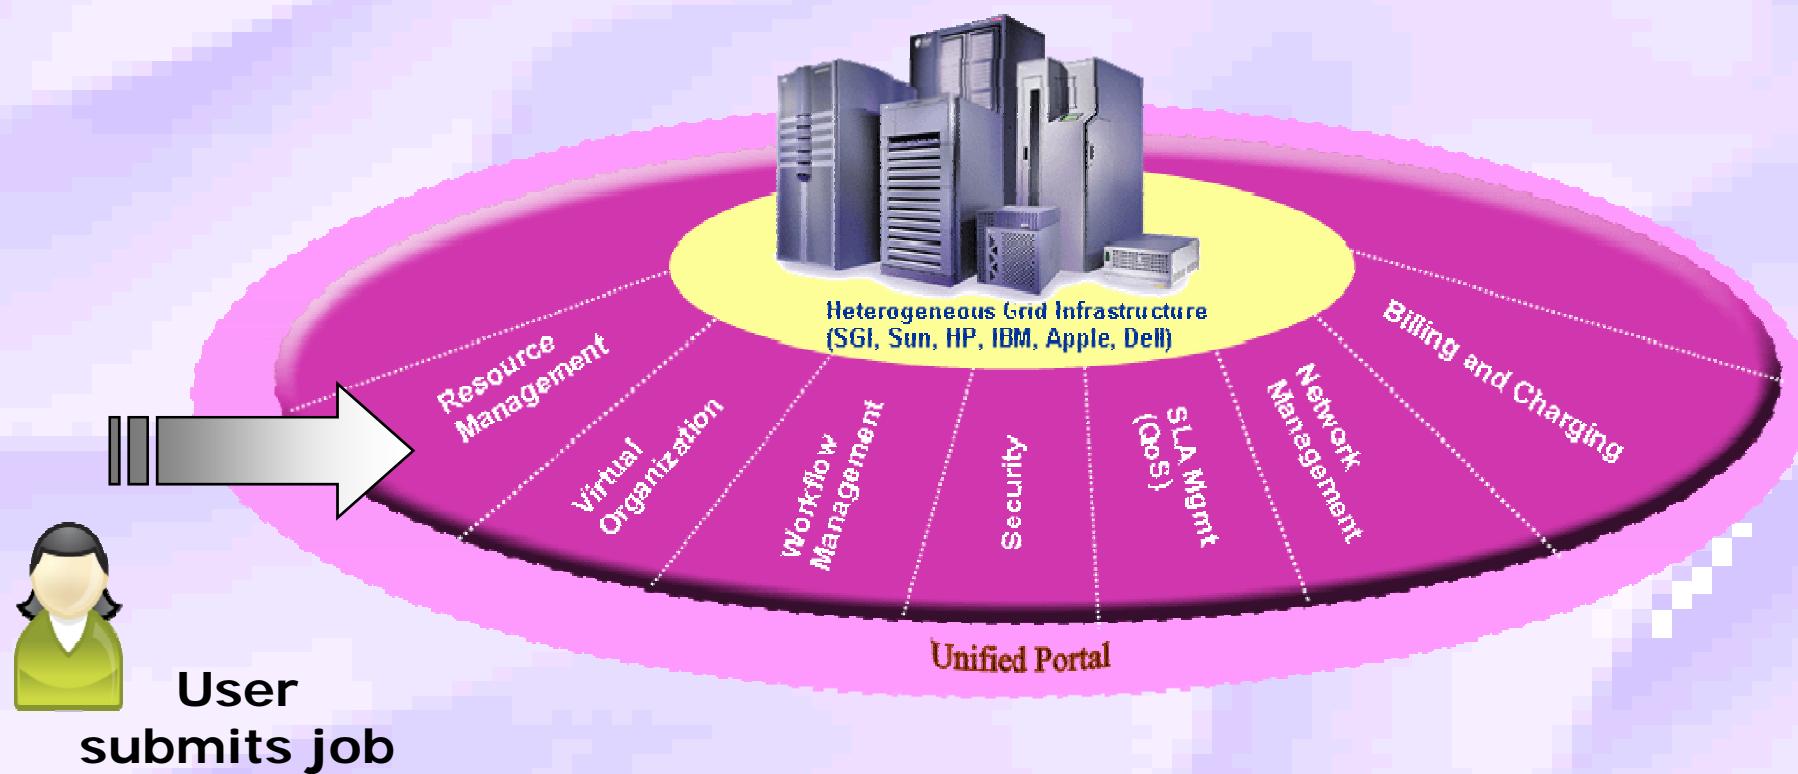 Heterogeneous Grid Infrastructure
(SGI, Sun, HP, IBM, Apple, Dell)
Resource
Management
Virtual
Organization
Workflow
Management
Security
SLA Mgmt
(QoS)
Network
Management
Billing and Charging
Unified Portal
User
submits job